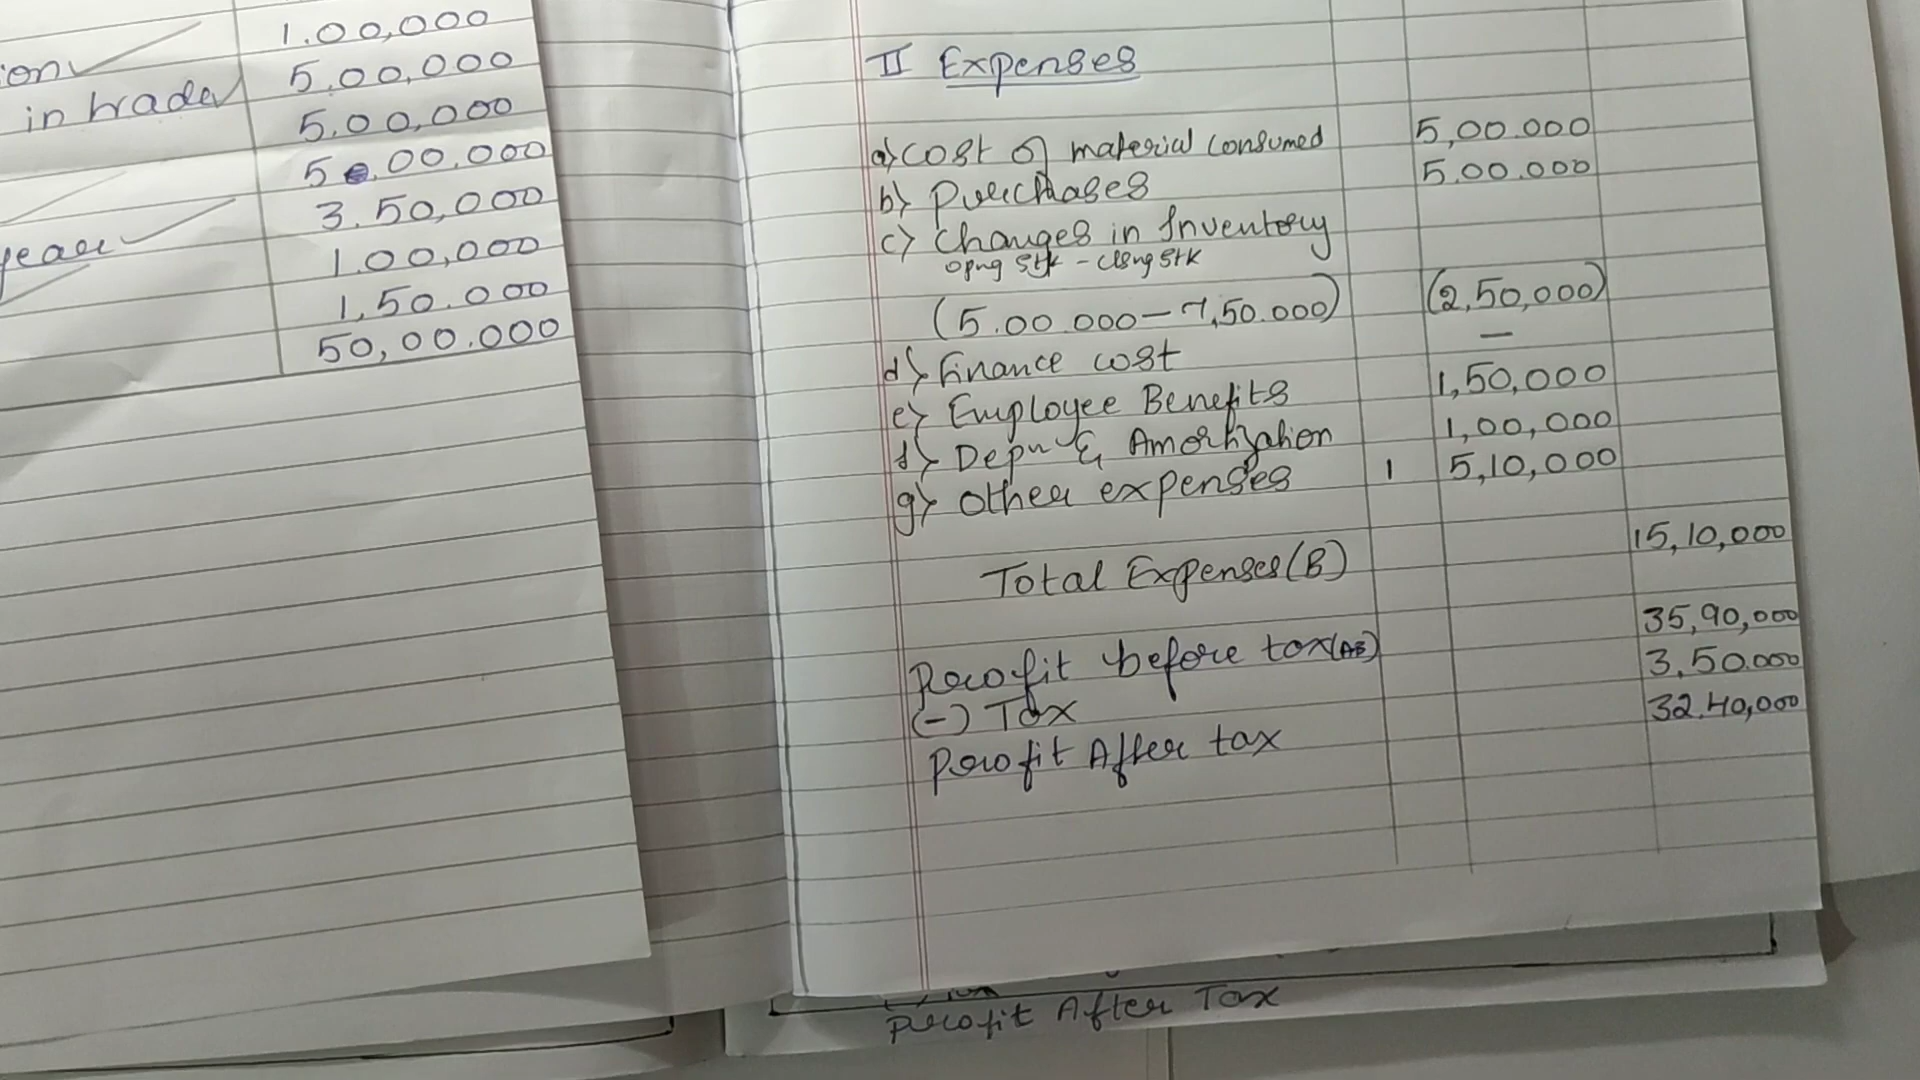 1.00,000
5.00,000
in trade
5.00,000
5 .00.000
3.50,000
year
1.00,000
1,50.000
50,00.000
II Expenses
a) Cost of material consumed 5,00.000
b) Purchases 5.00.000
c) Changes in Inventory
opng stk - clsng stk
(5.00.000 - 7,50.000) (2,50,000)
d) Finance cost —
e) Employee Benefits 1,50,000
f) Depn & Amortization 1,00,000
g) Other expenses 1 5,10,000
Total Expenses (B) 15,10,000
Profit before tax (AB) 35,90,000
(-) Tax 3,50.000
Profit After tax 32,40,000
Profit After Tax